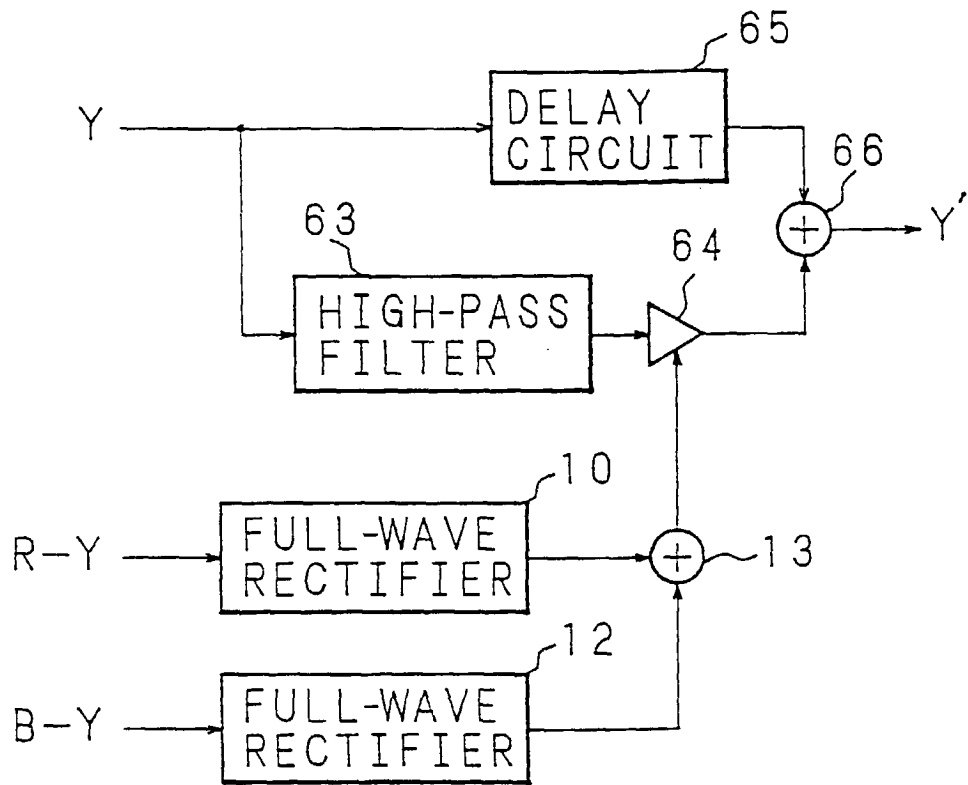 65
Y
DELAY
CIRCUIT
66
+
Y'
63
64
HIGH-PASS
FILTER
10
R-Y
FULL-WAVE
RECTIFIER
+
13
12
B-Y
FULL-WAVE
RECTIFIER